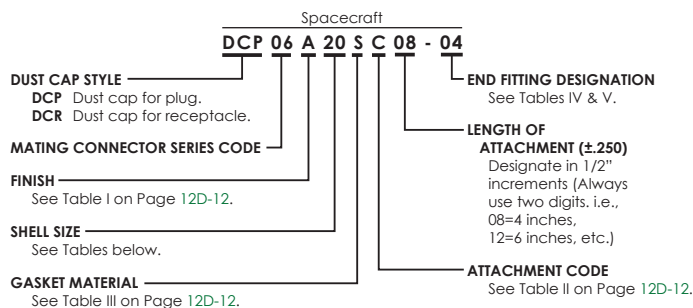 Spacecraft
DCP 06 A 20 S C 08 - 04
DUST CAP STYLE
DCP Dust cap for plug.
DCR Dust cap for receptacle.
MATING CONNECTOR SERIES CODE
FINISH
See Table I on Page 12D-12.
SHELL SIZE
See Tables below.
GASKET MATERIAL
See Table III on Page 12D-12.
END FITTING DESIGNATION
See Tables IV & V.
LENGTH OF
ATTACHMENT (±.250)
Designate in 1/2"
increments (Always
use two digits. i.e.,
08=4 inches,
12=6 inches, etc.)
ATTACHMENT CODE
See Table II on Page 12D-12.